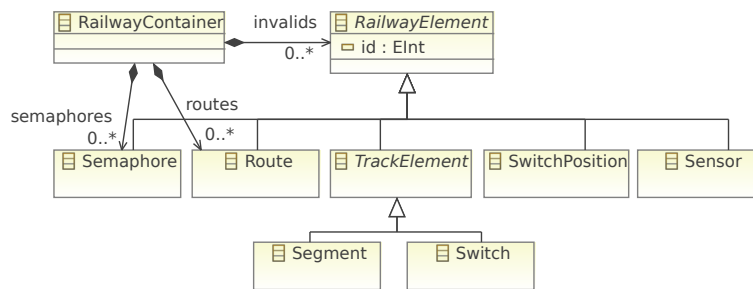 RailwayContainer
invalids
0..*
RailwayElement
id : EInt
semaphores
0..*
routes
0..*
Semaphore
Route
TrackElement
SwitchPosition
Sensor
Segment
Switch